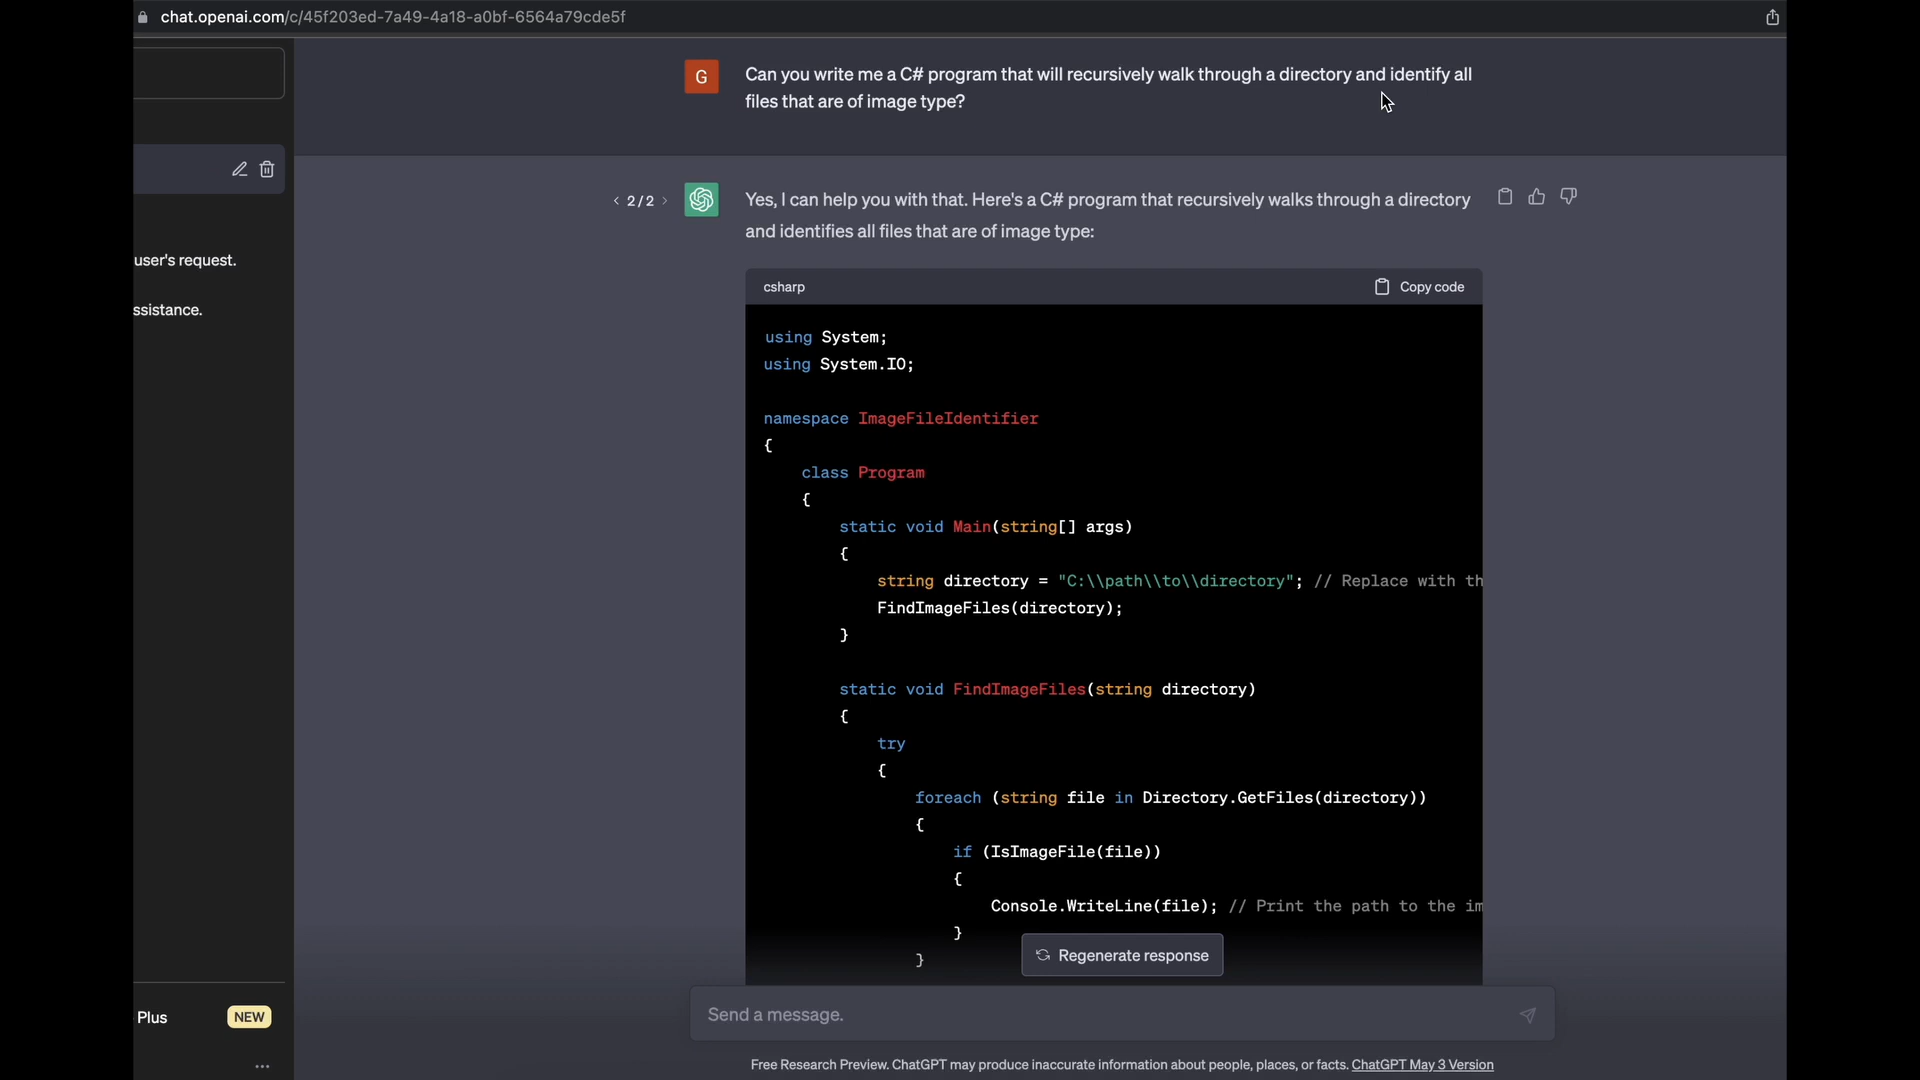 chat.openai.com/c/45f203ed-7a49-4a18-a0bf-6564a79cde5f
G
Can you write me a C# program that will recursively walk through a directory and identify all
files that are of image type?
user's request.
ssistance.
Plus
NEW
...
< 2/2 >
Yes, I can help you with that. Here's a C# program that recursively walks through a directory
and identifies all files that are of image type:
csharp
Copy code
using System;
using System.IO;
namespace ImageFileIdentifier
{
class Program
{
static void Main(string[] args)
{
string directory = "C:\\path\\to\\directory"; // Replace with th
FindImageFiles(directory);
}
static void FindImageFiles(string directory)
{
try
{
foreach (string file in Directory.GetFiles(directory))
{
if (IsImageFile(file))
{
Console.WriteLine(file); // Print the path to the im
}
}
Regenerate response
Send a message.
Free Research Preview. ChatGPT may produce inaccurate information about people, places, or facts. ChatGPT May 3 Version